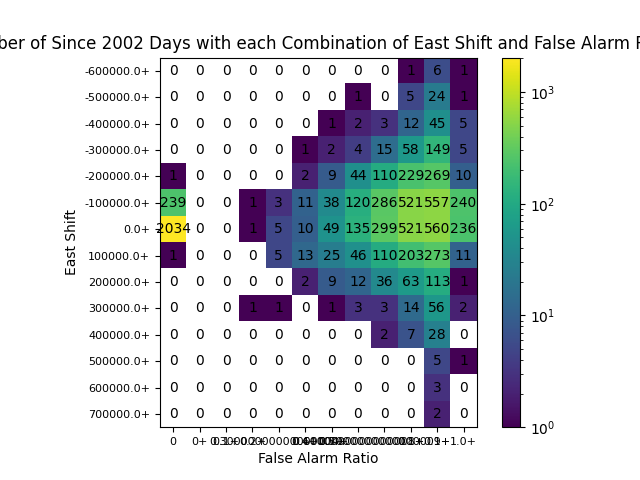 ber of Since 2002 Days with each Combination of East Shift and False Alarm R
-600000.0+ 0 0 0 0 0 0 0 0 0 1 6 1
-500000.0+ 0 0 0 0 0 0 0 1 0 5 24 1
-400000.0+ 0 0 0 0 0 0 1 2 3 12 45 5
-300000.0+ 0 0 0 0 0 1 2 4 15 58 149 5
-200000.0+ 1 0 0 0 0 2 9 44 110 229 269 10
-100000.0+ 239 0 0 1 3 11 38 120 286 521 557 240
0.0+ 2034 0 0 1 5 10 49 135 299 521 560 236
100000.0+ 1 0 0 0 5 13 25 46 110 203 273 11
200000.0+ 0 0 0 0 0 2 9 12 36 63 113 1
300000.0+ 0 0 0 1 1 0 1 3 3 14 56 2
400000.0+ 0 0 0 0 0 0 0 0 2 7 28 0
500000.0+ 0 0 0 0 0 0 0 0 0 0 5 1
600000.0+ 0 0 0 0 0 0 0 0 0 0 3 0
700000.0+ 0 0 0 0 0 0 0 0 0 0 2 0
0 0+ 1.0+
False Alarm Ratio
East Shift
10³
10²
10¹
10⁰